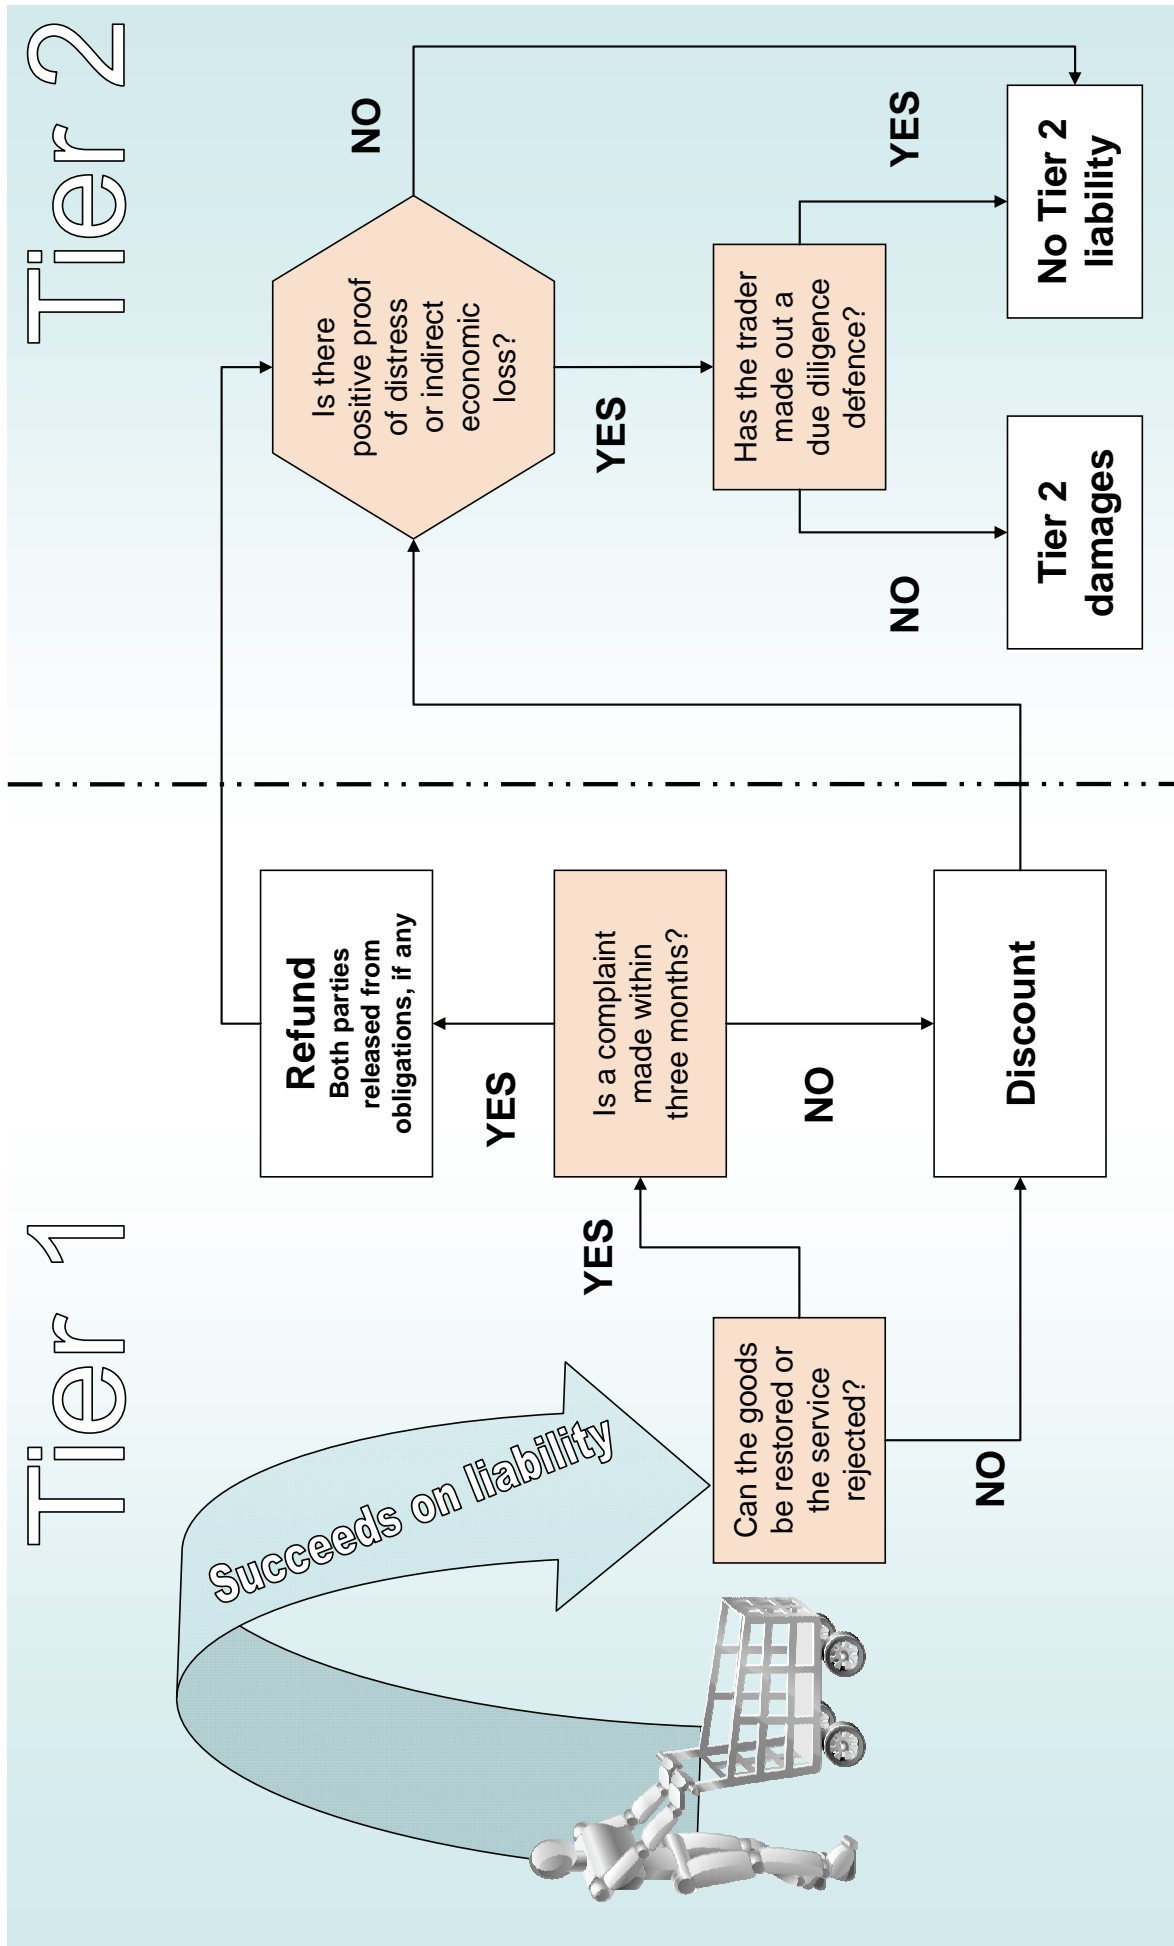 Tier 1
Succeeds on liability
Can the goods
be restored or
the service
rejected?
YES
NO
Is a complaint
made within
three months?
YES
NO
Refund
Both parties
released from
obligations, if any
Discount
Tier 2
Is there
positive proof
of distress
or indirect
economic
loss?
NO
YES
Has the trader
made out a
due diligence
defence?
NO
YES
Tier 2
damages
No Tier 2
liability